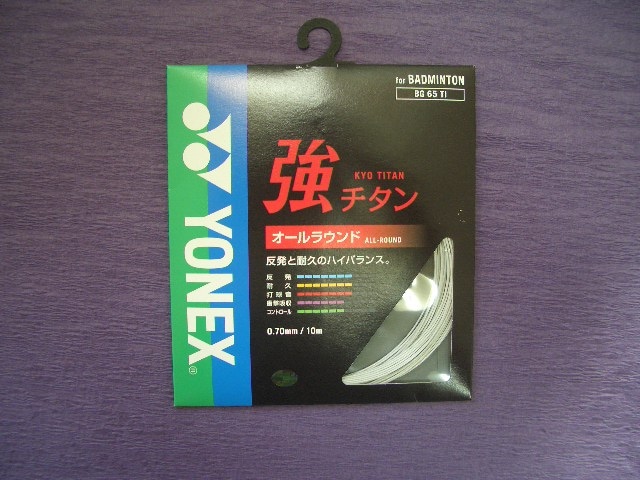 for BADMINTON
BG 65 TI
YONEX®
強チタン
KYO TITAN
オールラウンド ALL-ROUND
反発と耐久のハイバランス。
反発
耐久
打球音
衝撃吸収
コントロール
0.70mm / 10m